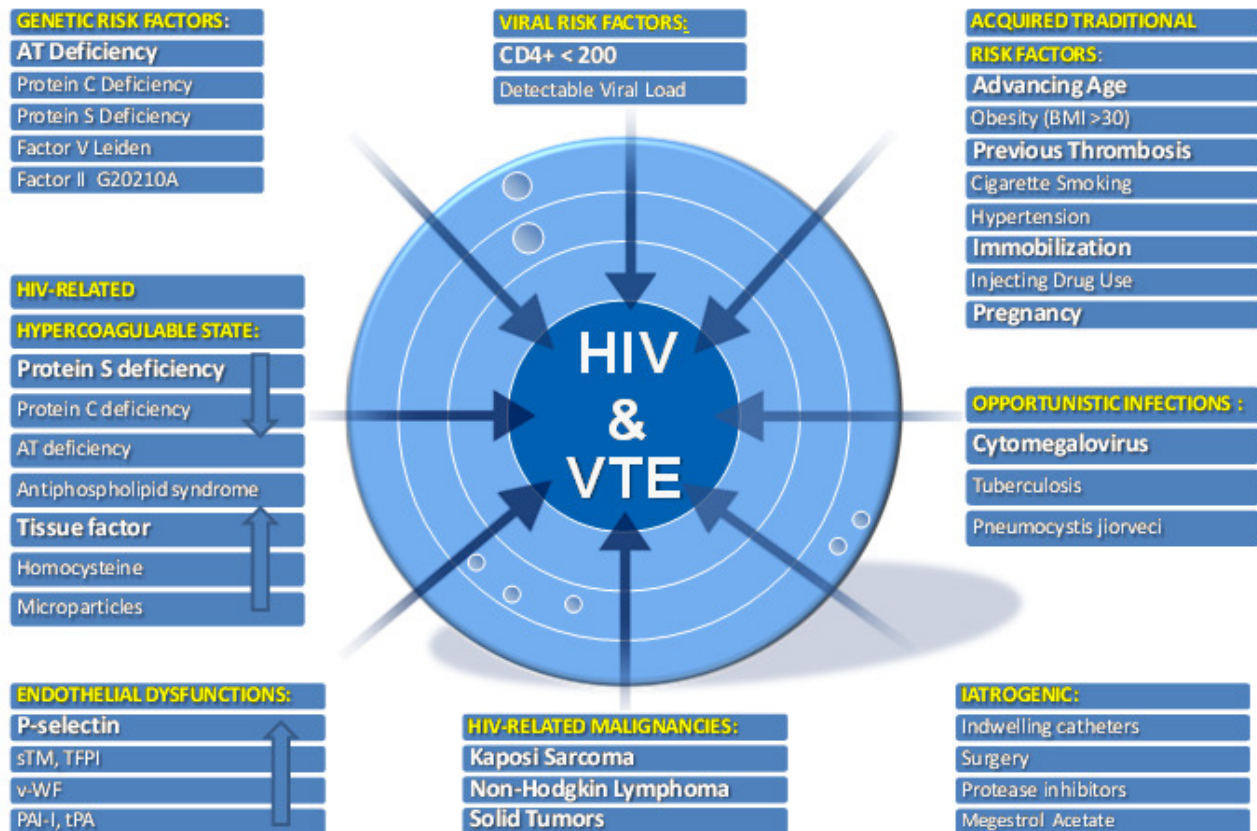 GENETIC RISK FACTORS:
AT Deficiency
Protein C Deficiency
Protein S Deficiency
Factor V Leiden
Factor II G20210A
VIRAL RISK FACTORS:
CD4+ < 200
Detectable Viral Load
ACQUIRED TRADITIONAL
RISK FACTORS:
Advancing Age
Obesity (BMI >30)
Previous Thrombosis
Cigarette Smoking
Hypertension
Immobilization
Injecting Drug Use
Pregnancy
HIV-RELATED
HYPERCOAGULABLE STATE:
Protein S deficiency
Protein C deficiency
AT deficiency
Antiphospholipid syndrome
Tissue factor
Homocysteine
Microparticles
HIV
&
VTE
OPPORTUNISTIC INFECTIONS :
Cytomegalovirus
Tuberculosis
Pneumocystis jiorveci
ENDOTHELIAL DYSFUNCTIONS:
P-selectin
sTM, TFPI
v-WF
PAI-I, tPA
HIV-RELATED MALIGNANCIES:
Kaposi Sarcoma
Non-Hodgkin Lymphoma
Solid Tumors
IATROGENIC:
Indwelling catheters
Surgery
Protease inhibitors
Megestrol Acetate